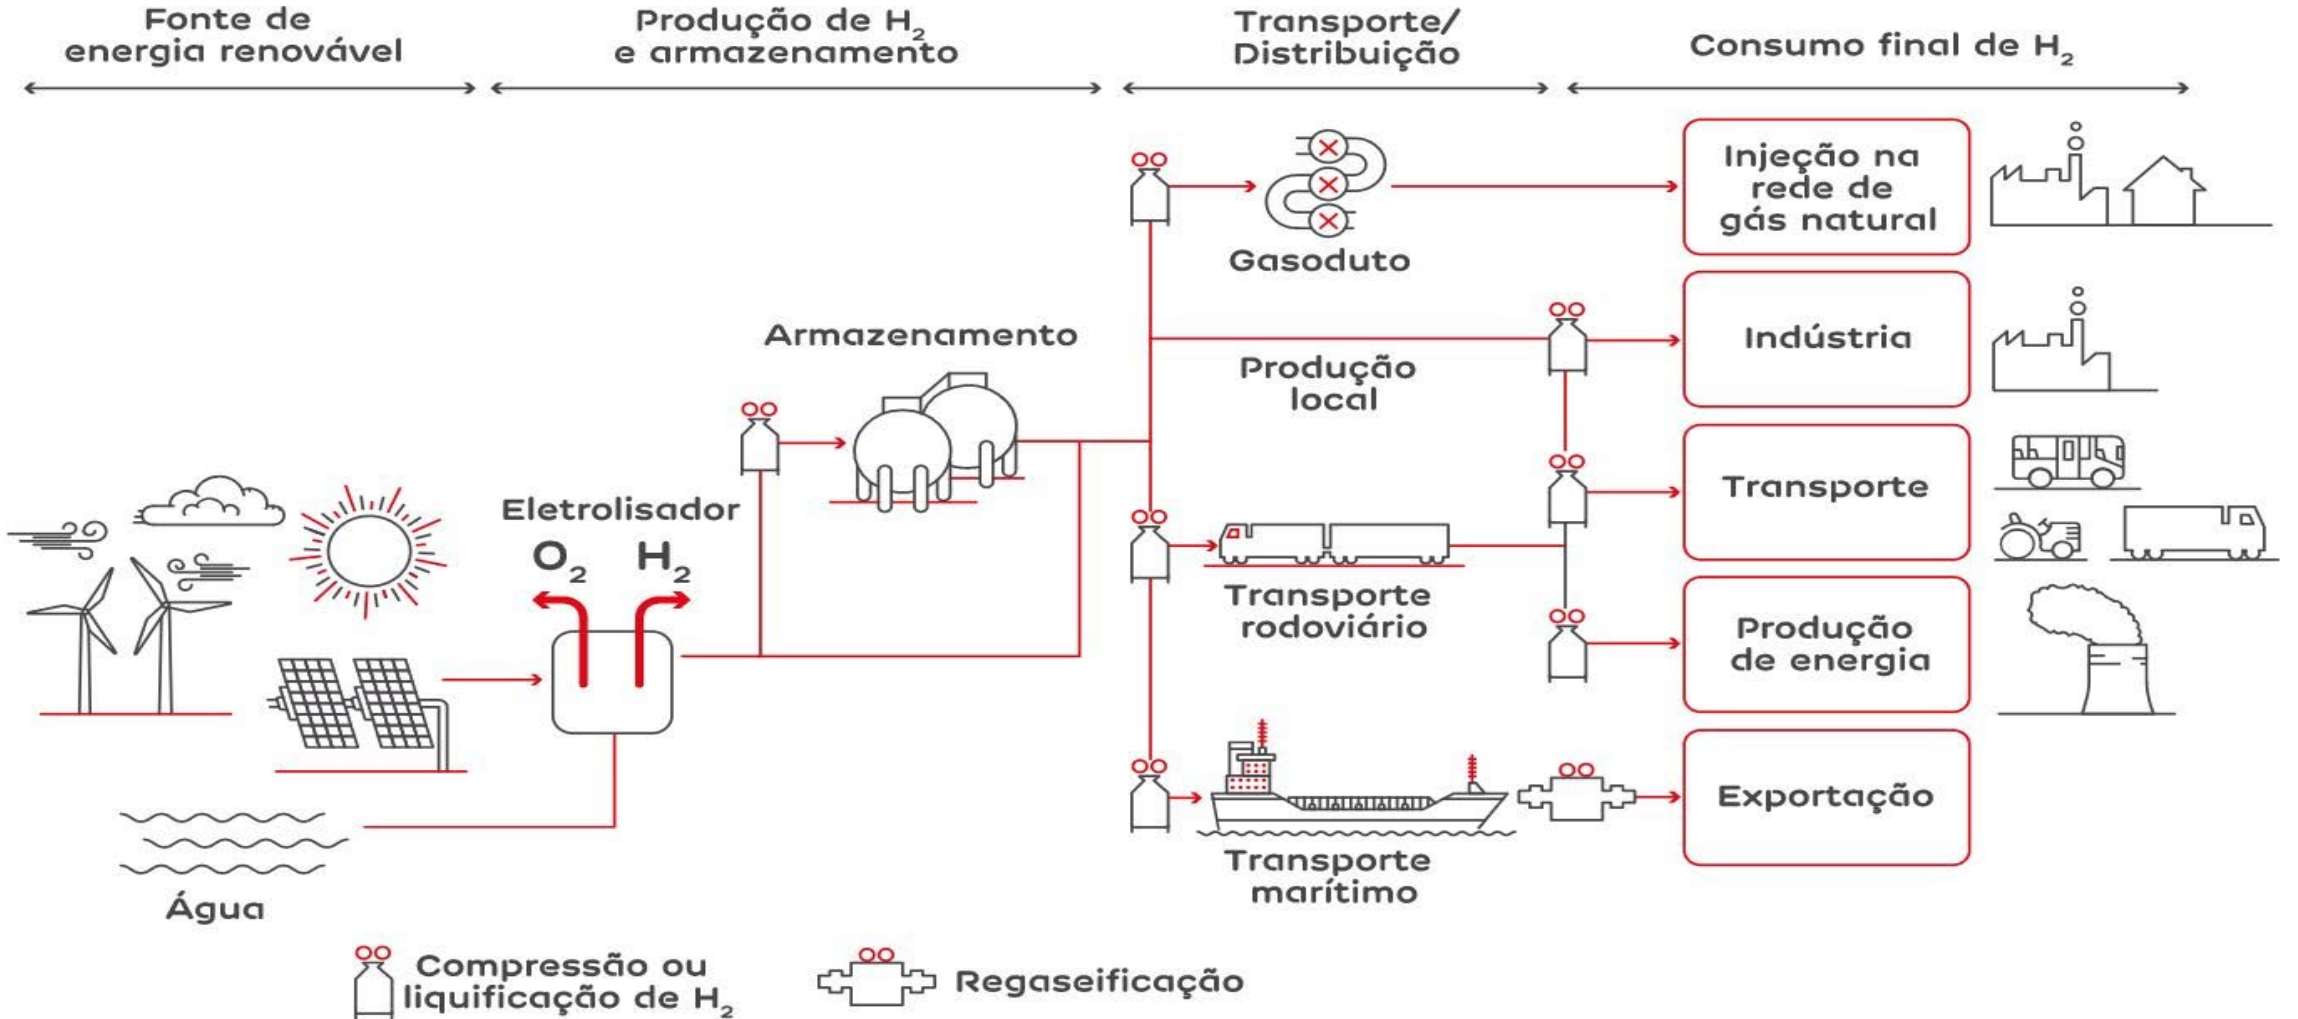 Fonte de
energia renovável
Produção de H₂
e armazenamento
Transporte/
Distribuição
Consumo final de H₂
Injeção na
rede de
gás natural
Gasoduto
Armazenamento
Indústria
Produção
local
Eletrolisador
O₂ H₂
Transporte
Transporte
rodoviário
Produção
de energia
Exportação
Transporte
marítimo
Água
Compressão ou
liquificação de H₂
Regaseificação